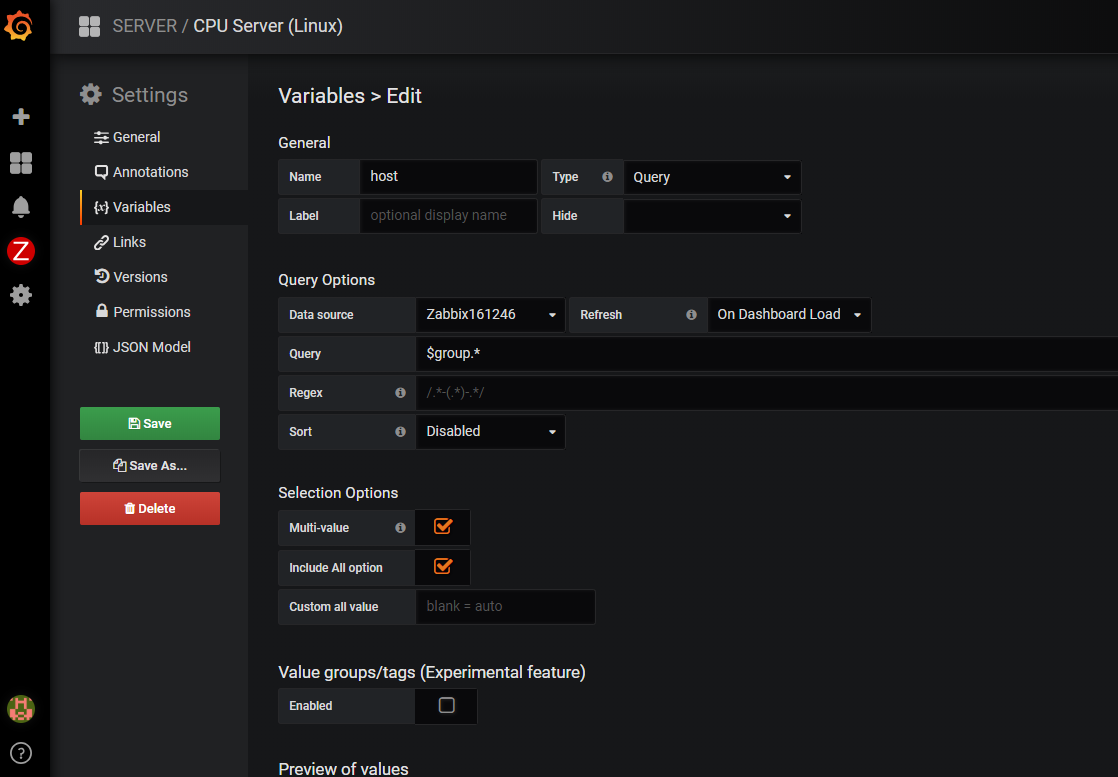 SERVER / CPU Server (Linux)
Settings
General
Annotations
{x} Variables
Links
Versions
Permissions
{[]} JSON Model
Save
Save As...
Delete
Variables > Edit
General
Name host Type Query
Label optional display name Hide
Query Options
Data source Zabbix161246 Refresh On Dashboard Load
Query $group.*
Regex /.*-(.*)-.*/
Sort Disabled
Selection Options
Multi-value
Include All option
Custom all value blank = auto
Value groups/tags (Experimental feature)
Enabled
Preview of values
Z
?